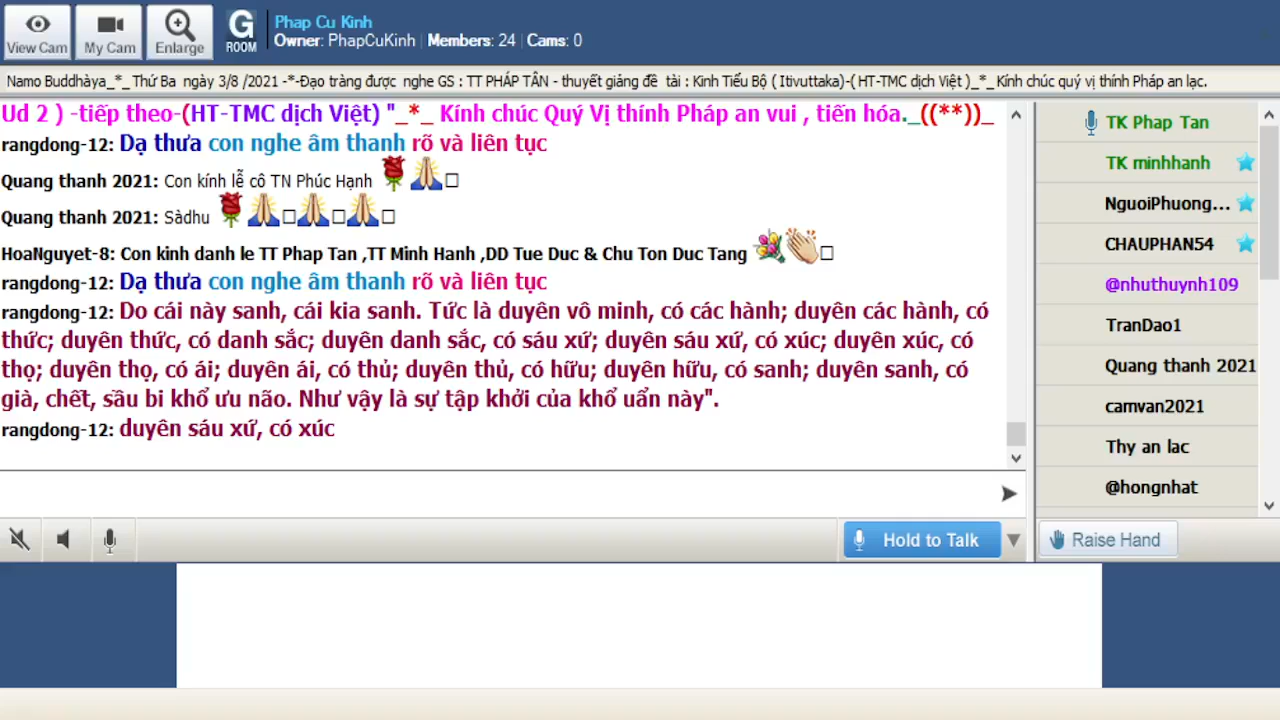 View Cam
My Cam
Enlarge
G
ROOM
Phap Cu Kinh
Owner: PhapCuKinh | Members: 24 | Cams: 0
Namo Buddhàya_*_ Thứ Ba ngày 3/8 /2021 -*-Đạo tràng được nghe GS : TT PHÁP TÂN - thuyết giảng đề tài : Kinh Tiểu Bộ ( Itivuttaka)-( HT-TMC dịch Việt )_*_ Kính chúc quý vị thính Pháp an lạc.
Ud 2 ) -tiếp theo-(HT-TMC dịch Việt) "_*_ Kính chúc Quý Vị thính Pháp an vui , tiến hóa._((**))_
rangdong-12: Dạ thưa con nghe âm thanh rõ và liên tục
Quang thanh 2021: Con kính lễ cô TN Phúc Hạnh
Quang thanh 2021: Sàdhu
HoaNguyet-8: Con kinh danh le TT Phap Tan ,TT Minh Hanh ,DD Tue Duc & Chu Ton Duc Tang
rangdong-12: Dạ thưa con nghe âm thanh rõ và liên tục
rangdong-12: Do cái này sanh, cái kia sanh. Tức là duyên vô minh, có các hành; duyên các hành, có
thức; duyên thức, có danh sắc; duyên danh sắc, có sáu xứ; duyên sáu xứ, có xúc; duyên xúc, có
thọ; duyên thọ, có ái; duyên ái, có thủ; duyên thủ, có hữu; duyên hữu, có sanh; duyên sanh, có
già, chết, sầu bi khổ ưu não. Như vậy là sự tập khởi của khổ uẩn này".
rangdong-12: duyên sáu xứ, có xúc
TK Phap Tan
TK minhhanh
NguoiPhuong...
CHAUPHAN54
@nhuthuynh109
TranDao1
Quang thanh 2021
camvan2021
Thy an lac
@hongnhat
Hold to Talk
Raise Hand